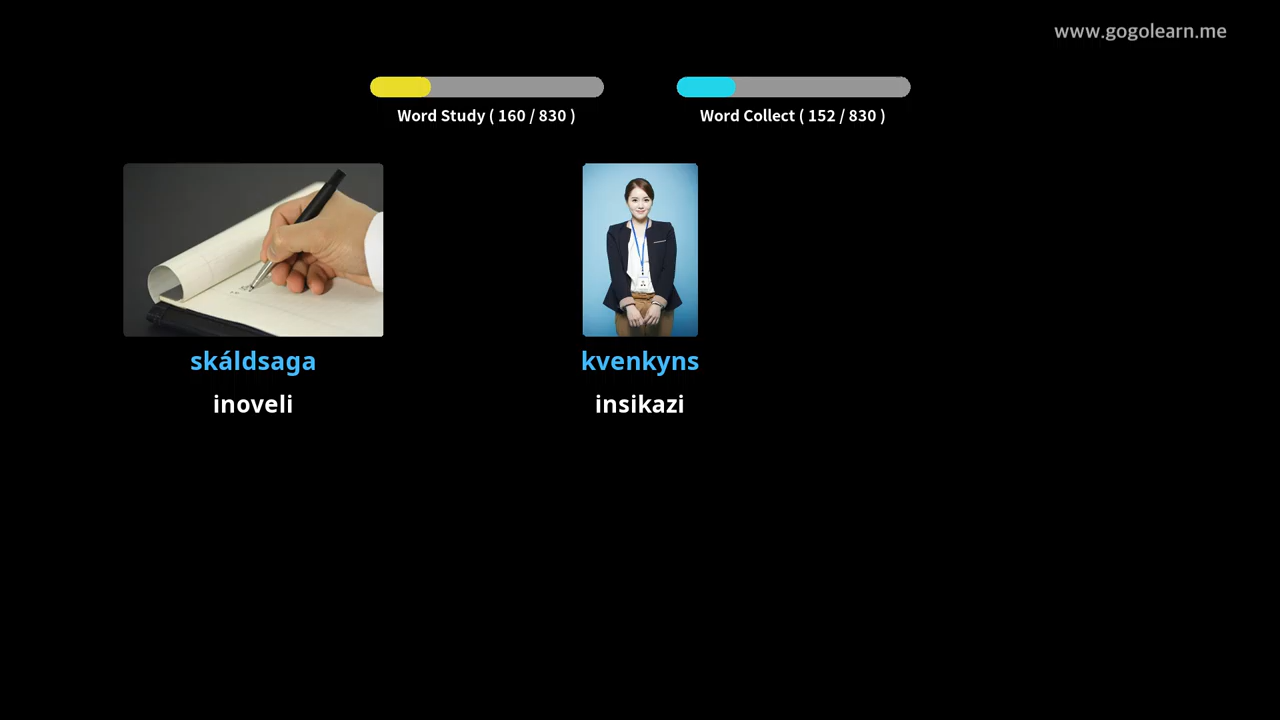 www.gogolearn.me
Word Study ( 160 / 830 )
Word Collect ( 152 / 830 )
skáldsaga
kvenkyns
inoveli
insikazi